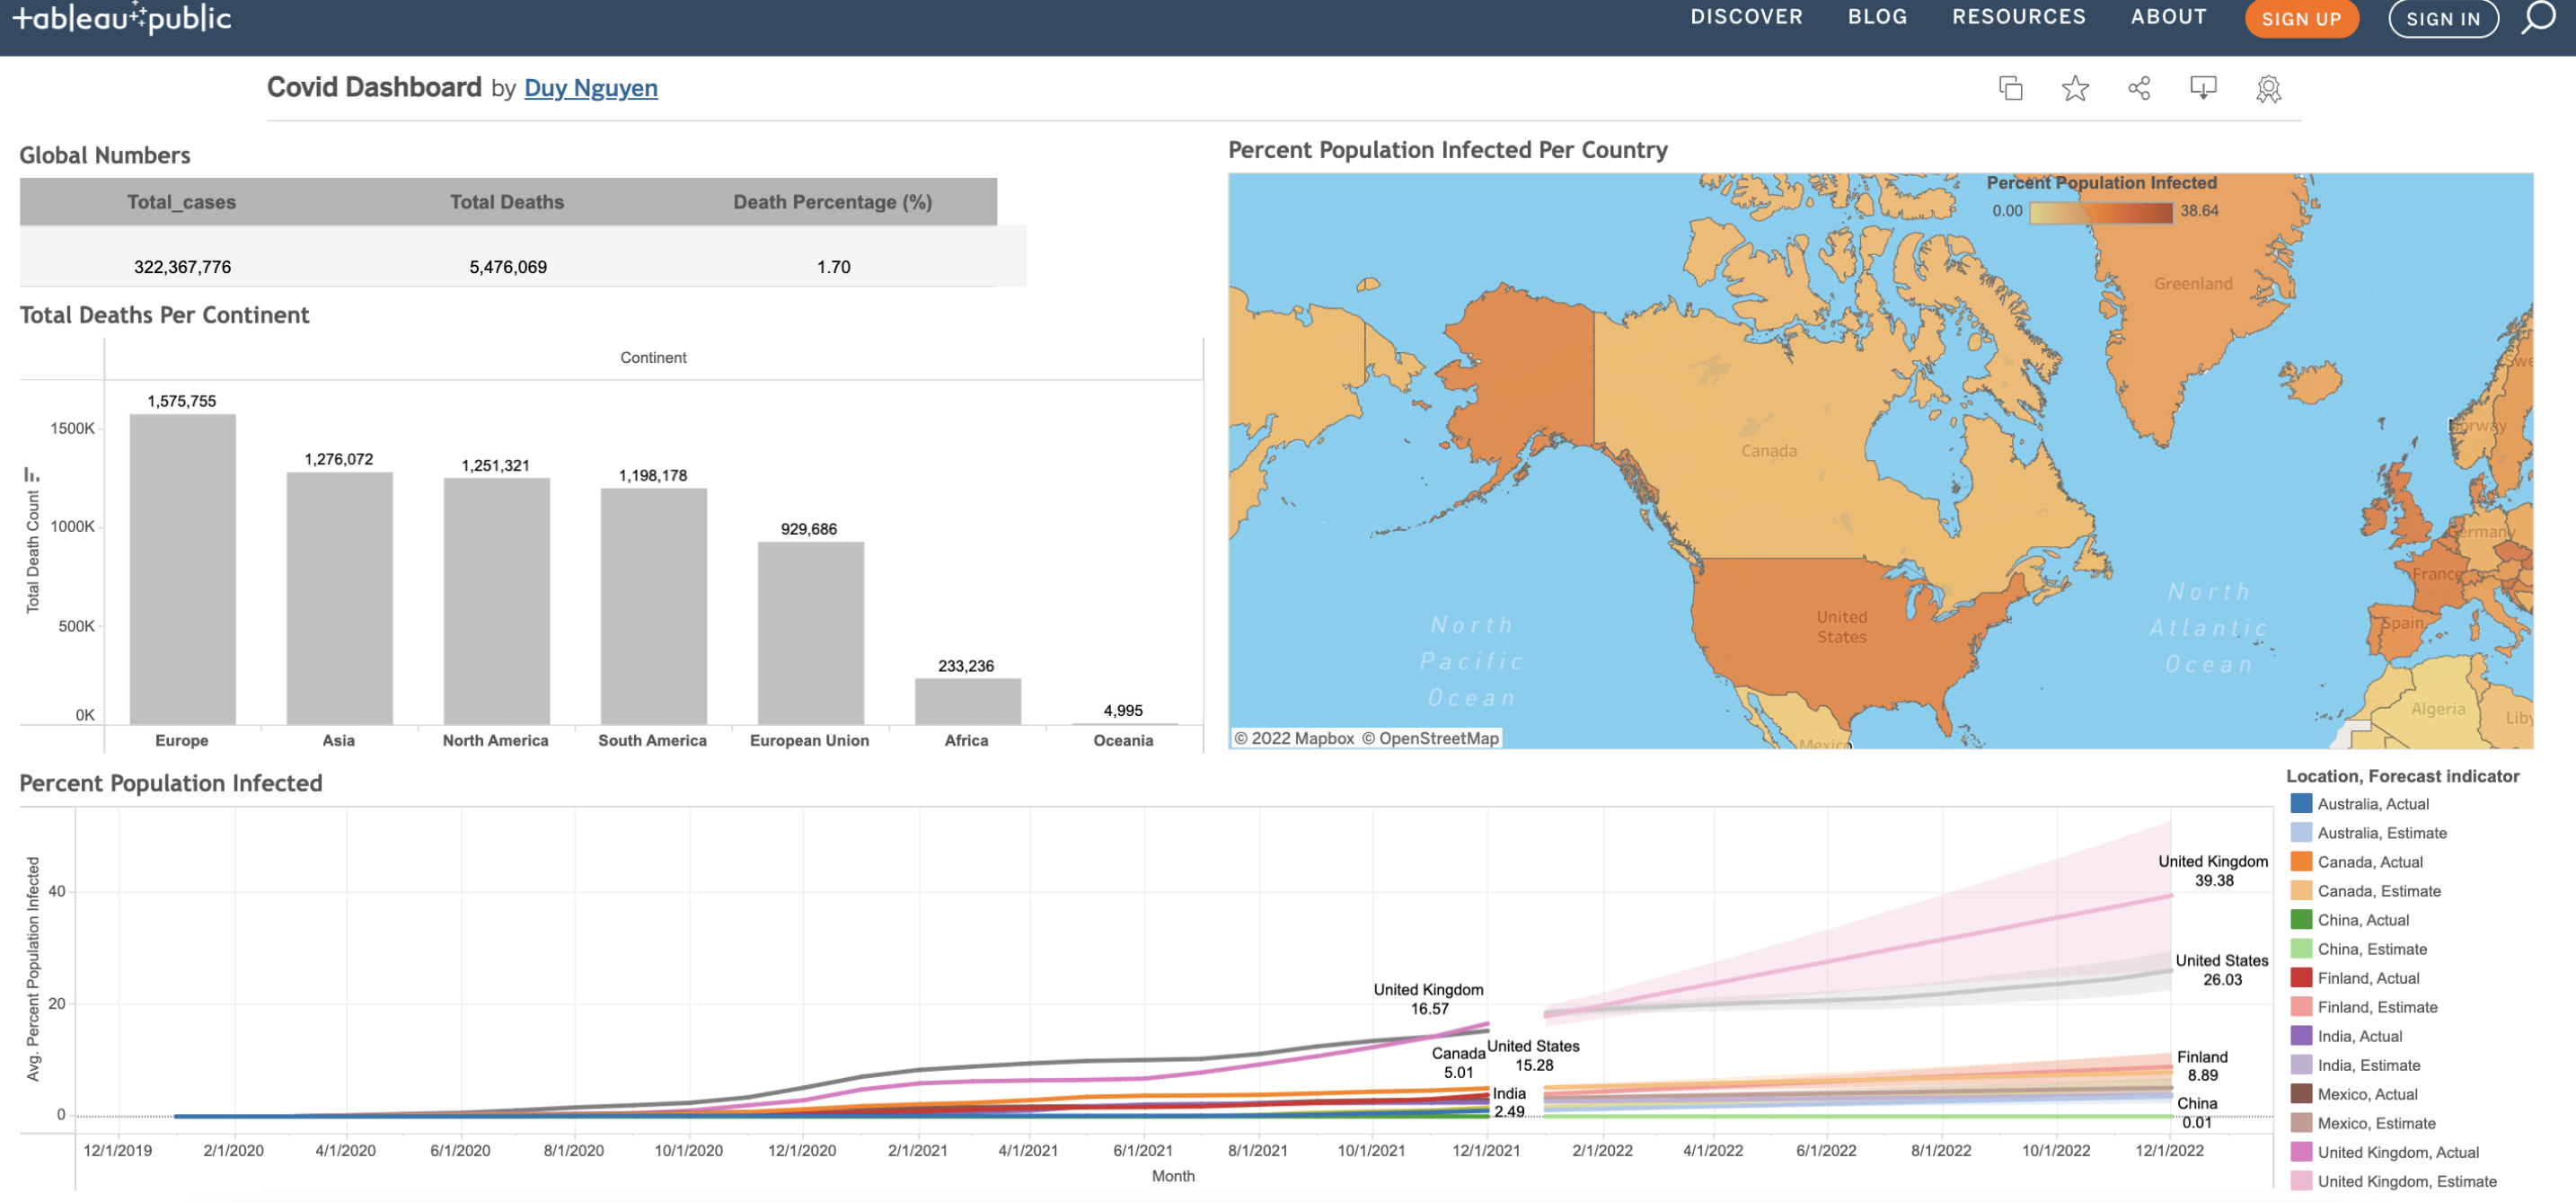 tableau public
DISCOVER BLOG RESOURCES ABOUT SIGN UP SIGN IN
Covid Dashboard by Duy Nguyen
Global Numbers
Total_cases Total Deaths Death Percentage (%)
322,367,776 5,476,069 1.70
Total Deaths Per Continent
Continent
Total Death Count
1500K
1000K
500K
0K
1,575,755
1,276,072
1,251,321
1,198,178
929,686
233,236
4,995
Europe Asia North America South America European Union Africa Oceania
Percent Population Infected Per Country
Percent Population Infected
0.00 38.64
Greenland
Canada
United
States
Mexico
North
Pacific
Ocean
North
Atlantic
Ocean
Swe
Norway
Germany
France
Spain
Algeria
Liby
© 2022 Mapbox © OpenStreetMap
Percent Population Infected
Avg. Percent Population Infected
40
20
0
United Kingdom
16.57
United States
15.28
Canada
5.01
India
2.49
United Kingdom
39.38
United States
26.03
Finland
8.89
China
0.01
12/1/2019 2/1/2020 4/1/2020 6/1/2020 8/1/2020 10/1/2020 12/1/2020 2/1/2021 4/1/2021 6/1/2021 8/1/2021 10/1/2021 12/1/2021 2/1/2022 4/1/2022 6/1/2022 8/1/2022 10/1/2022 12/1/2022
Month
Location, Forecast indicator
Australia, Actual
Australia, Estimate
Canada, Actual
Canada, Estimate
China, Actual
China, Estimate
Finland, Actual
Finland, Estimate
India, Actual
India, Estimate
Mexico, Actual
Mexico, Estimate
United Kingdom, Actual
United Kingdom, Estimate